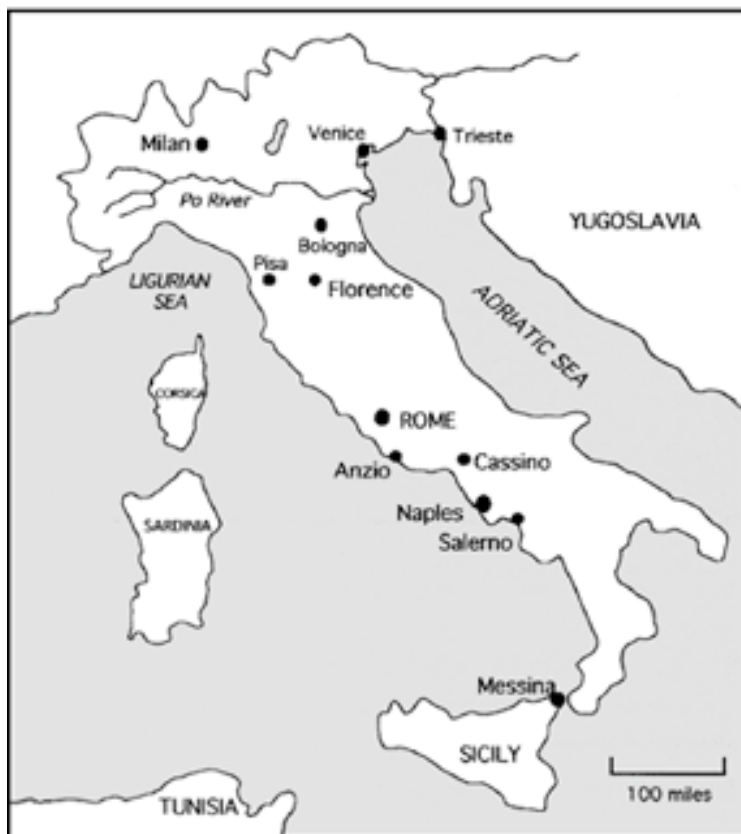 Milan
Venice
Trieste
Po River
YUGOSLAVIA
Bologna
Pisa
LIGURIAN
SEA
Florence
ADRIATIC SEA
CORSICA
ROME
Anzio
Cassino
Naples
SARDINIA
Salerno
Messina
SICILY
100 miles
TUNISIA